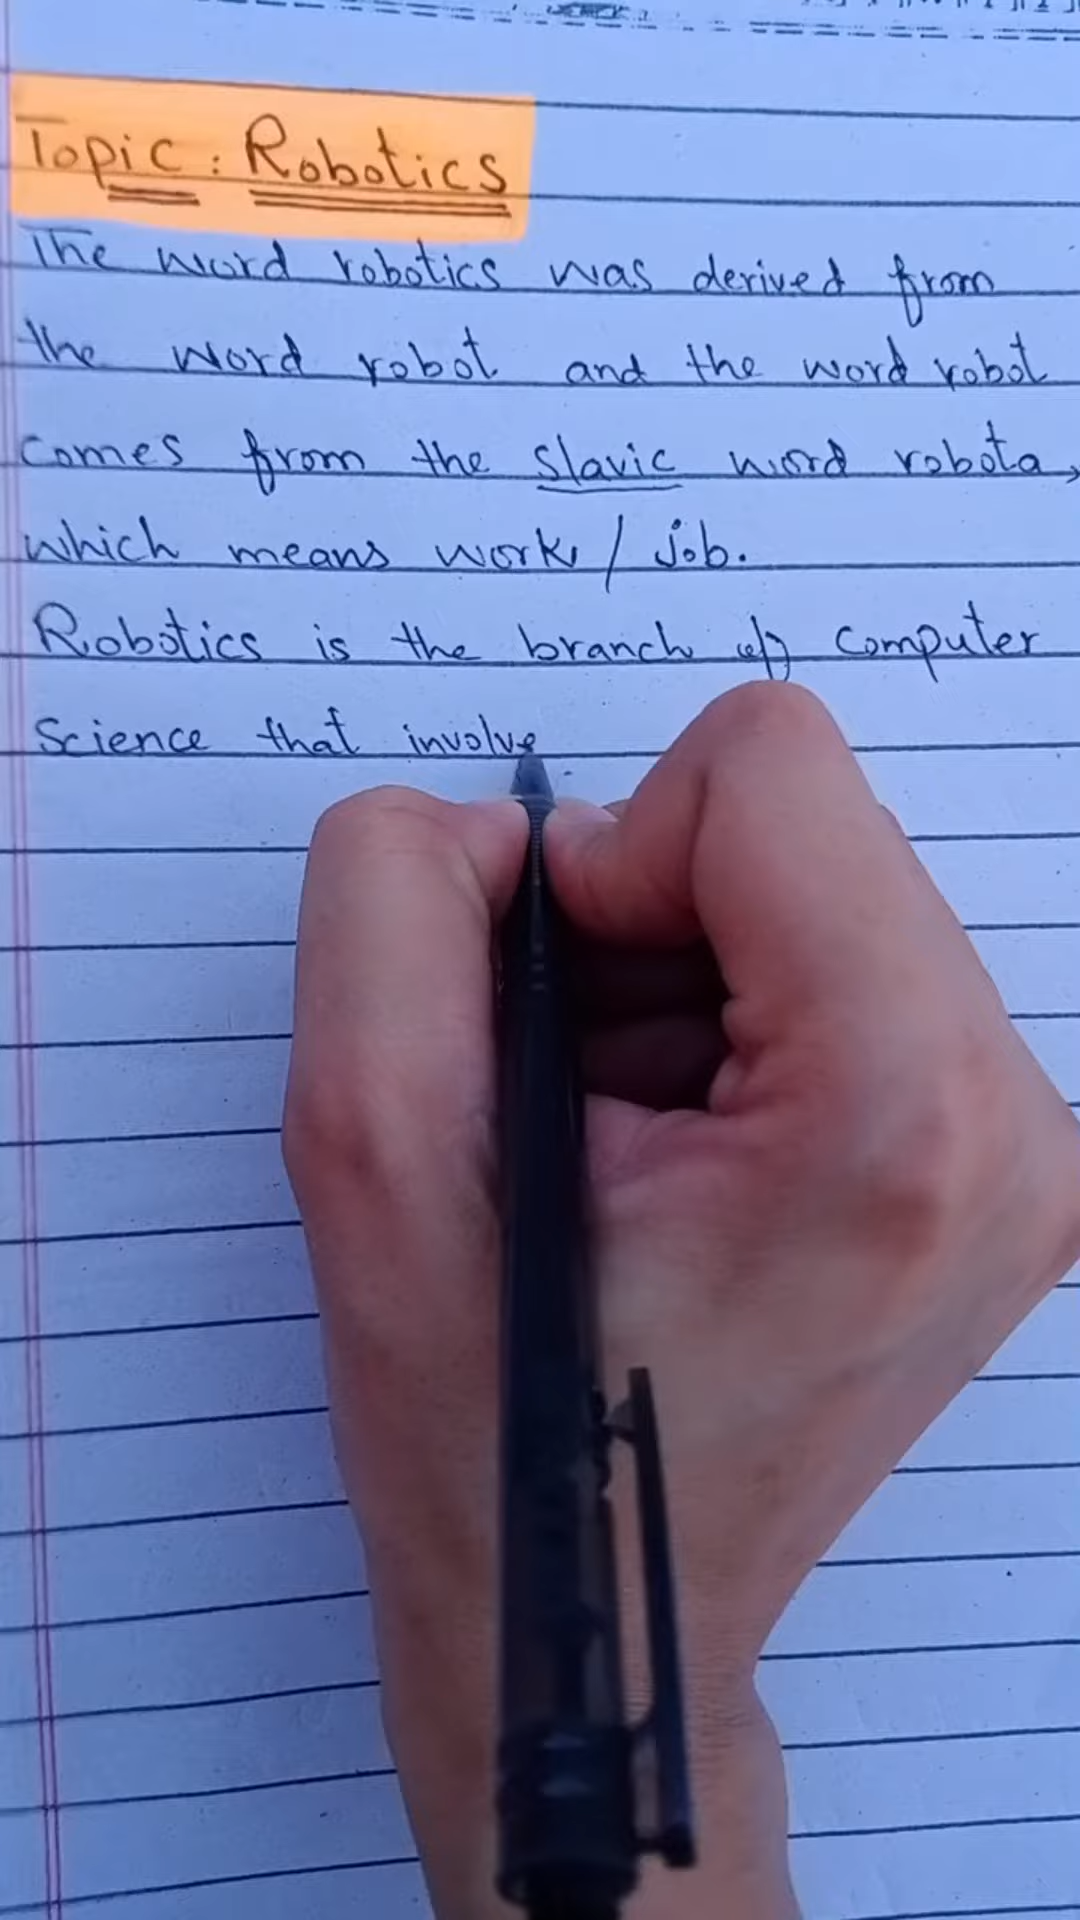 Topic : Robotics
The word robotics was derived from
the word robot and the word robot
comes from the Slavic word robota,
which means work / job.
Robotics is the branch of Computer
Science that involve